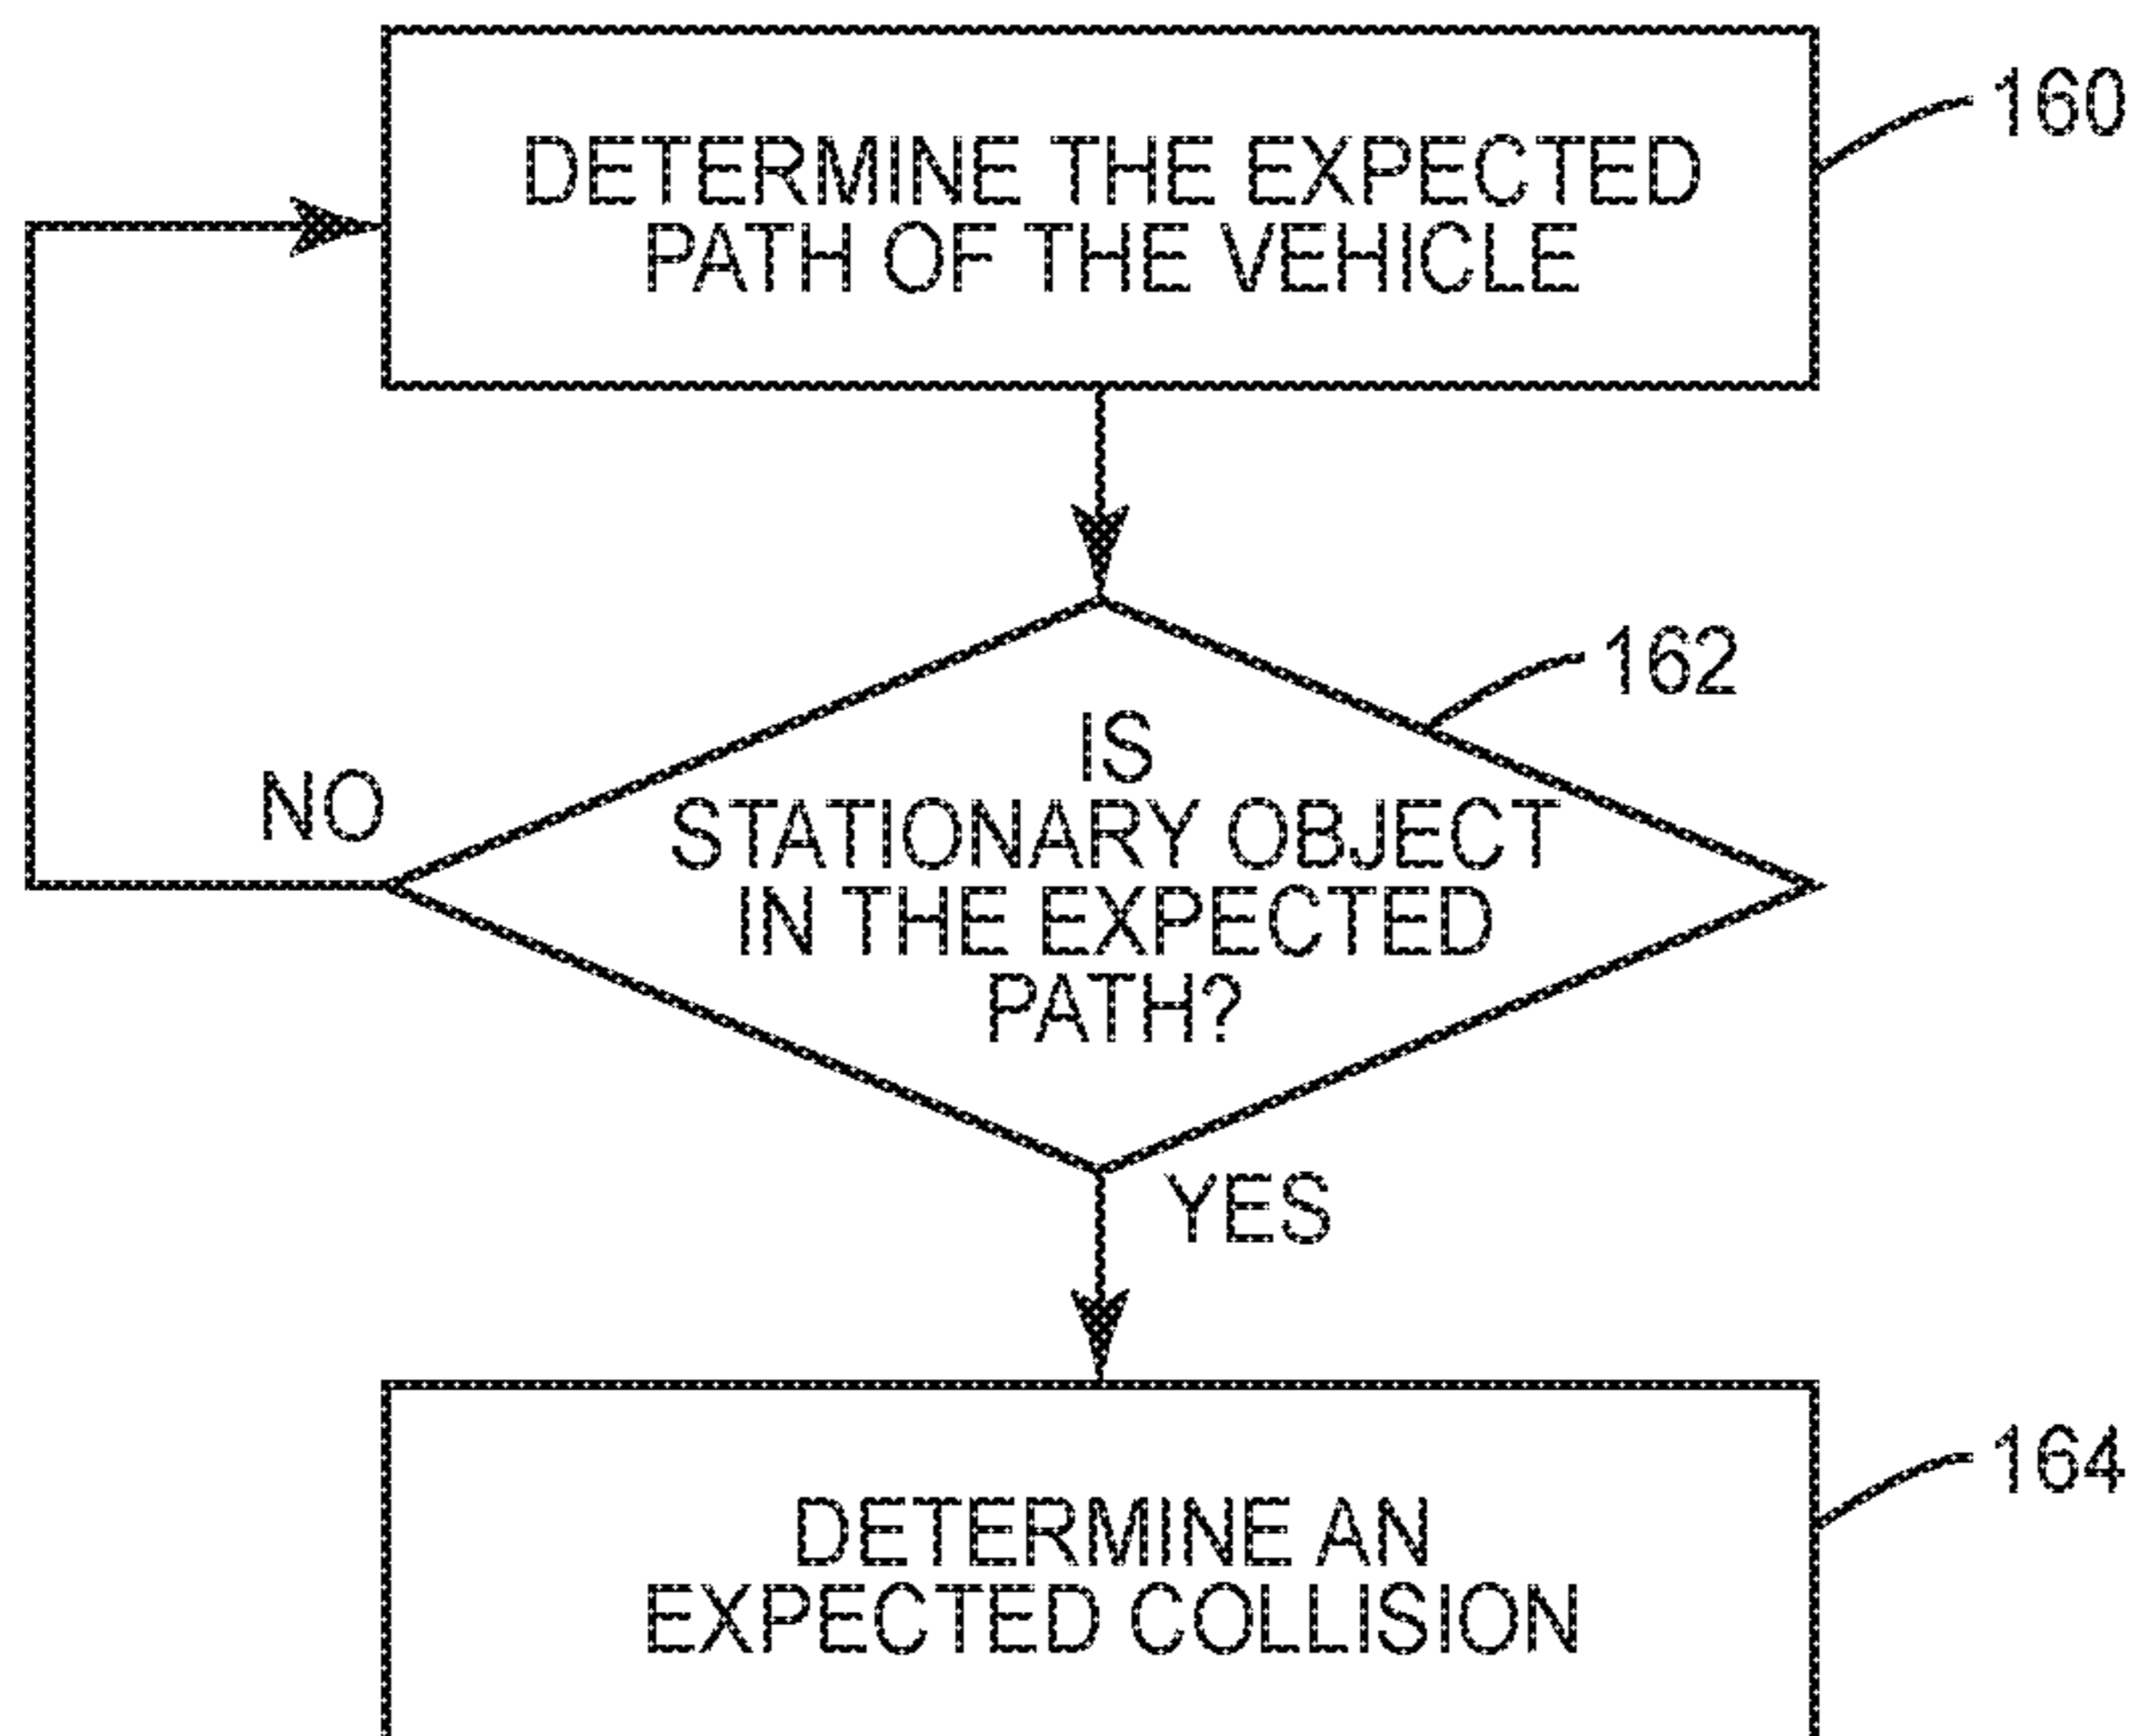 DETERMINE THE EXPECTED
PATH OF THE VEHICLE
160
162
IS
STATIONARY OBJECT
IN THE EXPECTED
PATH?
NO
YES
DETERMINE AN
EXPECTED COLLISION
164